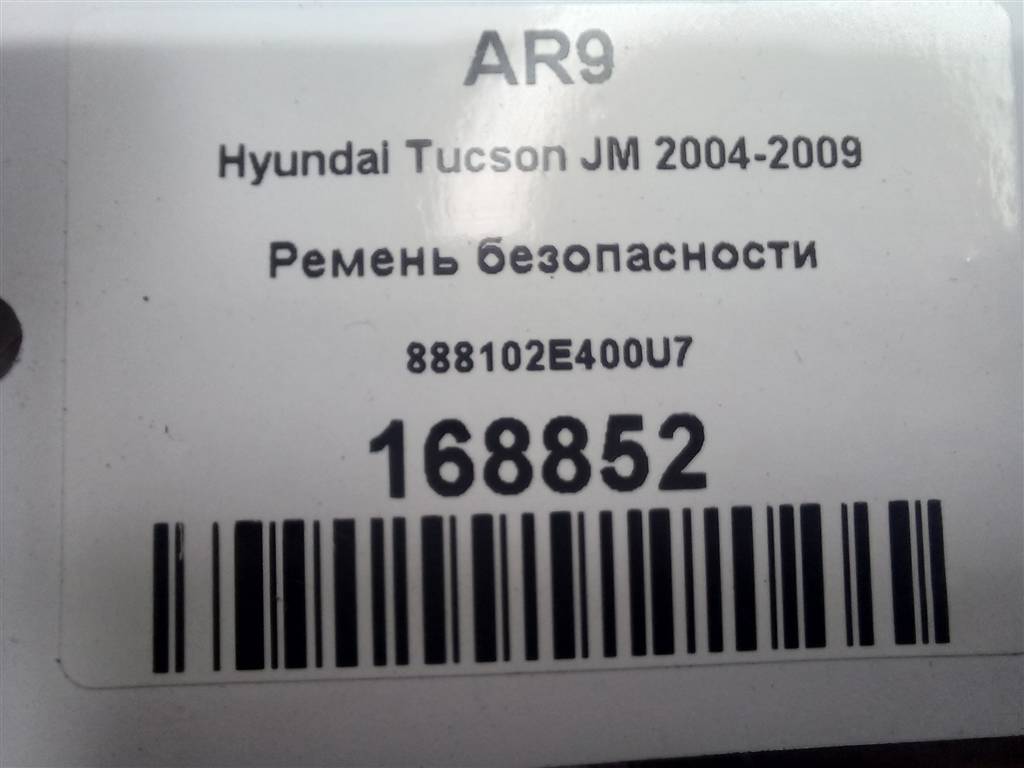 AR9
Hyundai Tucson JM 2004-2009
Ремень безопасности
888102E400U7
168852